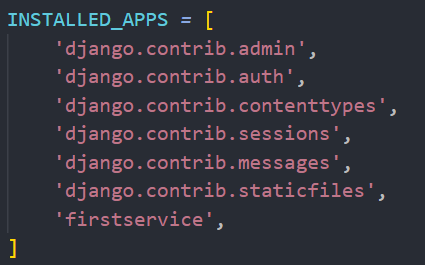 INSTALLED_APPS = [
    'django.contrib.admin',
    'django.contrib.auth',
    'django.contrib.contenttypes',
    'django.contrib.sessions',
    'django.contrib.messages',
    'django.contrib.staticfiles',
    'firstservice',
]